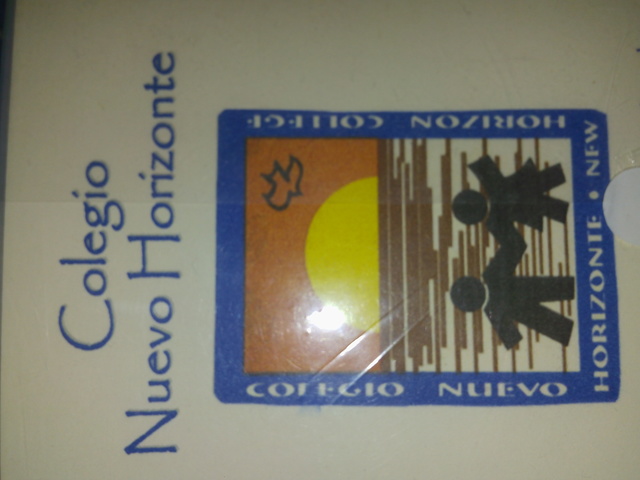 Colegio
Nuevo Horizonte
COLEGIO NUEVO
HORIZONTE • NEW
HORIZON COLLEGE